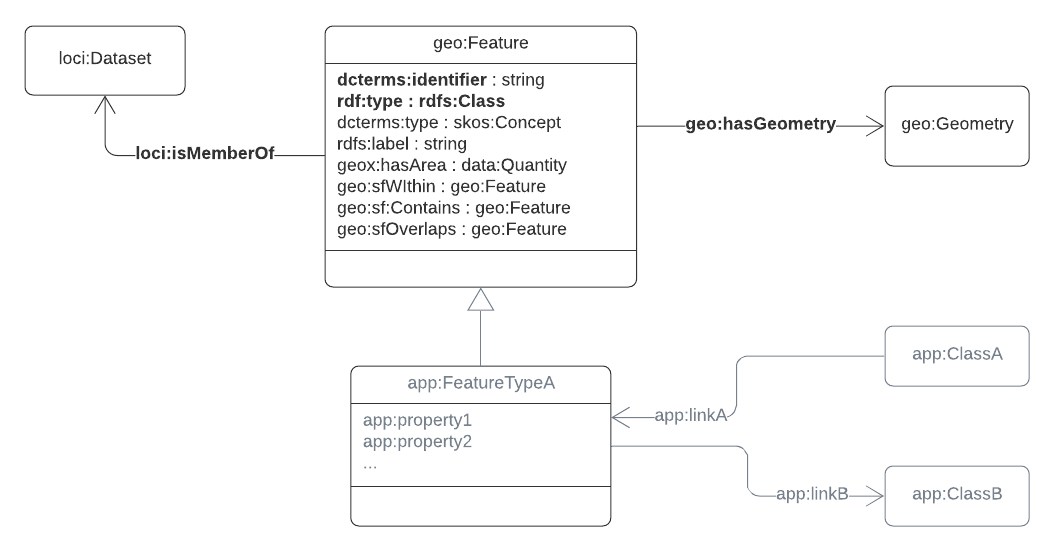 loci:Dataset
geo:Feature
dcterms:identifier : string
rdf:type : rdfs:Class
dcterms:type : skos:Concept
rdfs:label : string
geox:hasArea : data:Quantity
geo:sfWIthin : geo:Feature
geo:sf:Contains : geo:Feature
geo:sfOverlaps : geo:Feature
geo:hasGeometry
geo:Geometry
loci:isMemberOf
app:FeatureTypeA
app:property1
app:property2
...
app:ClassA
app:linkA
app:linkB
app:ClassB